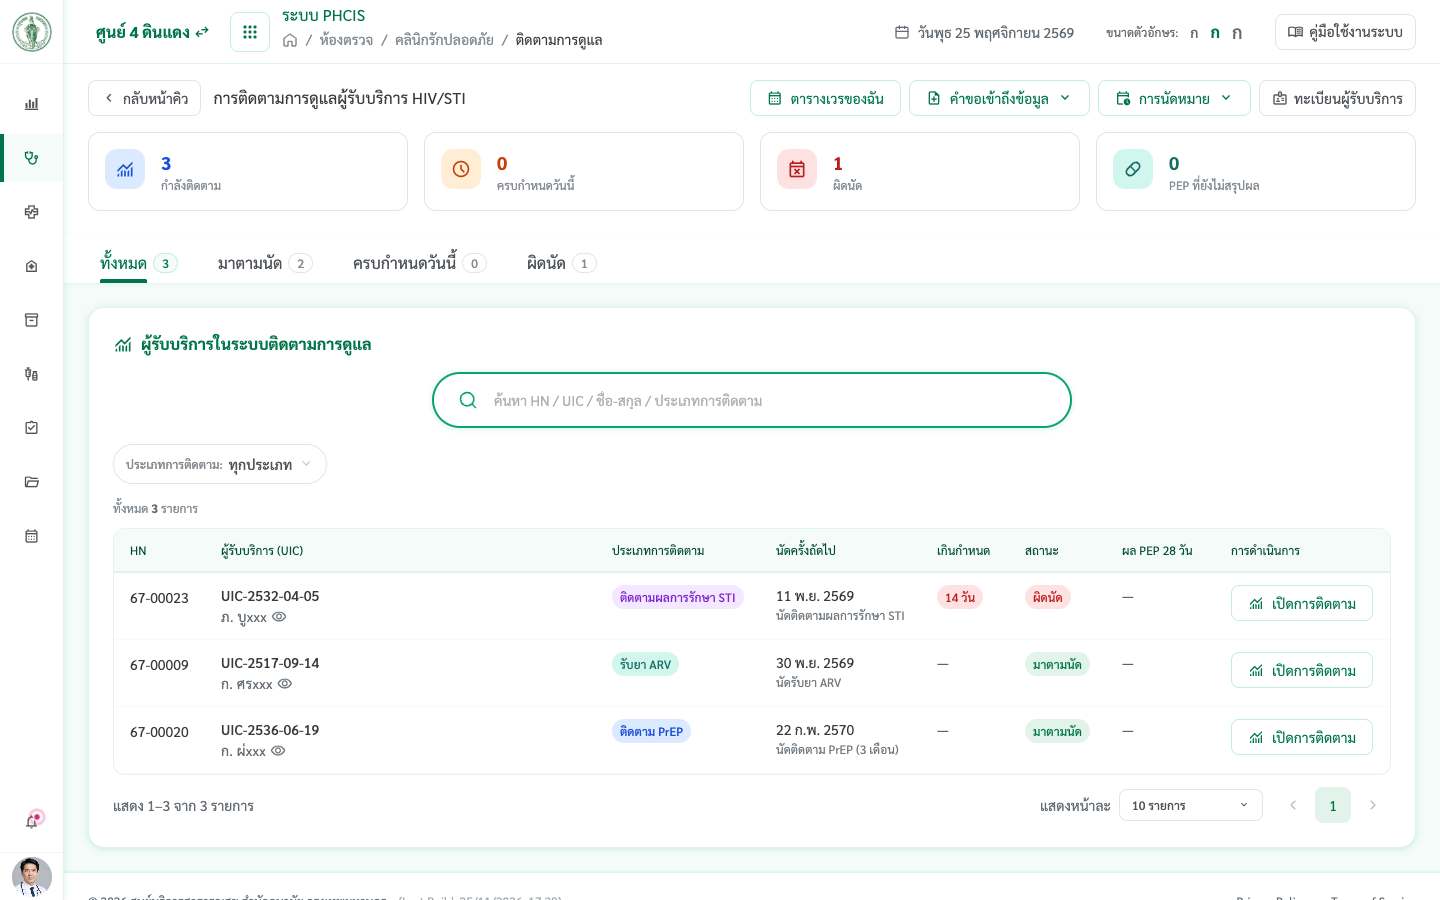 ศูนย์ 4 ดินแดง
ระบบ PHCIS
/ ห้องตรวจ / คลินิกรักปลอดภัย / ติดตามการดูแล
วันพุธ 25 พฤศจิกายน 2569
ขนาดตัวอักษร: ก ก ก
คู่มือใช้งานระบบ
กลับหน้าคิว
การติดตามการดูแลผู้รับบริการ HIV/STI
ตารางเวรของฉัน
คำขอเข้าถึงข้อมูล
การนัดหมาย
ทะเบียนผู้รับบริการ
3
กำลังติดตาม
0
ครบกำหนดวันนี้
1
ผิดนัด
0
PEP ที่ยังไม่สรุปผล
ทั้งหมด 3
มาตามนัด 2
ครบกำหนดวันนี้ 0
ผิดนัด 1
ผู้รับบริการในระบบติดตามการดูแล
ค้นหา HN / UIC / ชื่อ-สกุล / ประเภทการติดตาม
ประเภทการติดตาม: ทุกประเภท
ทั้งหมด 3 รายการ
HN ผู้รับบริการ (UIC) ประเภทการติดตาม นัดครั้งถัดไป เกินกำหนด สถานะ ผล PEP 28 วัน การดำเนินการ
67-00023 UIC-2532-04-05 ติดตามผลการรักษา STI 11 พ.ย. 2569 14 วัน ผิดนัด — เปิดการติดตาม
ภ. บูxxx นัดติดตามผลการรักษา STI
67-00009 UIC-2517-09-14 รับยา ARV 30 พ.ย. 2569 — มาตามนัด — เปิดการติดตาม
ก. ศรxxx นัดรับยา ARV
67-00020 UIC-2536-06-19 ติดตาม PrEP 22 ก.พ. 2570 — มาตามนัด — เปิดการติดตาม
ก. ผ่xxx นัดติดตาม PrEP (3 เดือน)
แสดง 1–3 จาก 3 รายการ
แสดงหน้าละ 10 รายการ 1